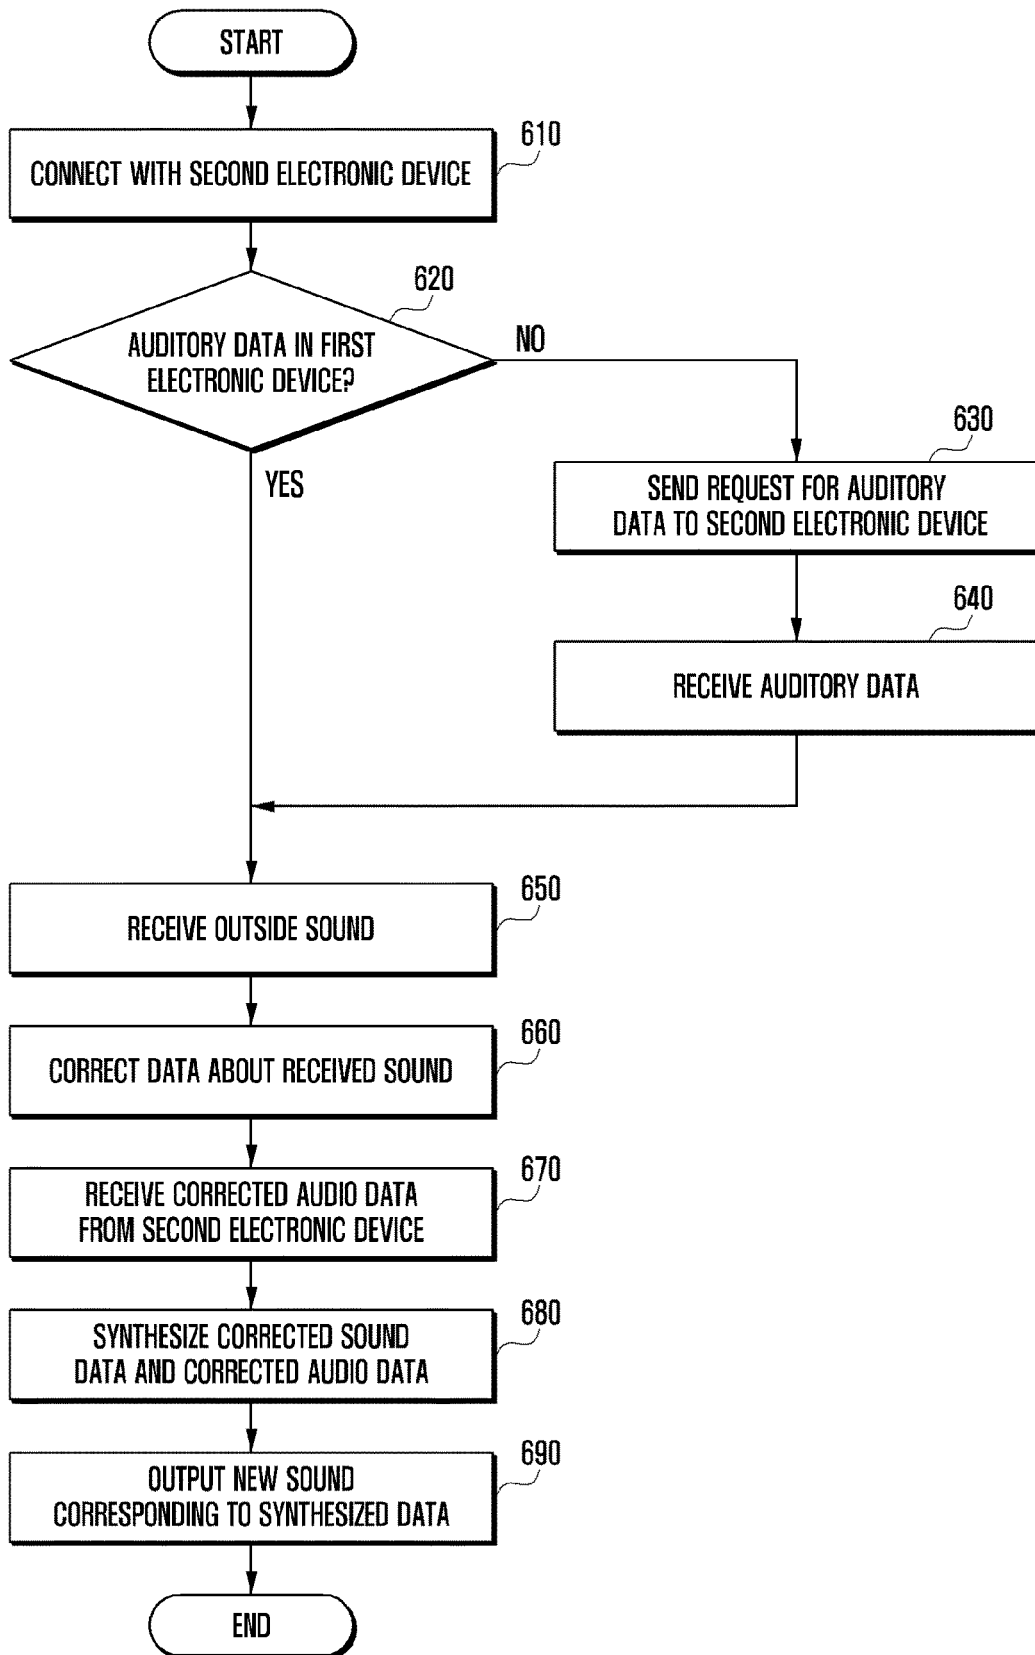 START
610
CONNECT WITH SECOND ELECTRONIC DEVICE
620
AUDITORY DATA IN FIRST
ELECTRONIC DEVICE?
NO
YES
630
SEND REQUEST FOR AUDITORY
DATA TO SECOND ELECTRONIC DEVICE
640
RECEIVE AUDITORY DATA
650
RECEIVE OUTSIDE SOUND
660
CORRECT DATA ABOUT RECEIVED SOUND
670
RECEIVE CORRECTED AUDIO DATA
FROM SECOND ELECTRONIC DEVICE
680
SYNTHESIZE CORRECTED SOUND
DATA AND CORRECTED AUDIO DATA
690
OUTPUT NEW SOUND
CORRESPONDING TO SYNTHESIZED DATA
END